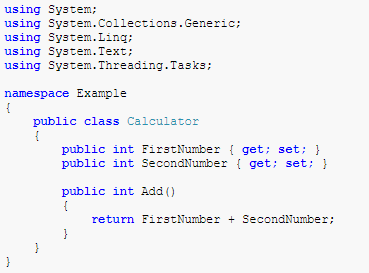 using System;
using System.Collections.Generic;
using System.Linq;
using System.Text;
using System.Threading.Tasks;

namespace Example
{
    public class Calculator
    {
        public int FirstNumber { get; set; }
        public int SecondNumber { get; set; }

        public int Add()
        {
            return FirstNumber + SecondNumber;
        }
    }
}